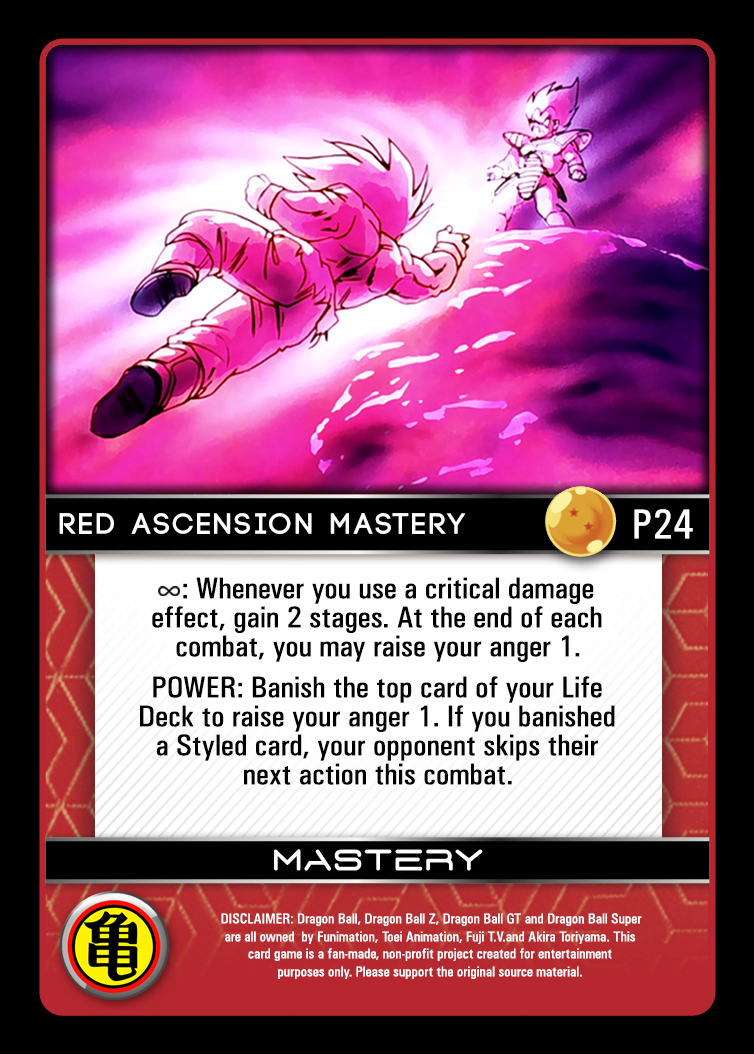 RED ASCENSION MASTERY
P24
∞: Whenever you use a critical damage
effect, gain 2 stages. At the end of each
combat, you may raise your anger 1.
POWER: Banish the top card of your Life
Deck to raise your anger 1. If you banished
a Styled card, your opponent skips their
next action this combat.
MASTERY
亀
DISCLAIMER: Dragon Ball, Dragon Ball Z, Dragon Ball GT and Dragon Ball Super
are all owned by Funimation, Toei Animation, Fuji T.V.and Akira Toriyama. This
card game is a fan-made, non-profit project created for entertainment
purposes only. Please support the original source material.